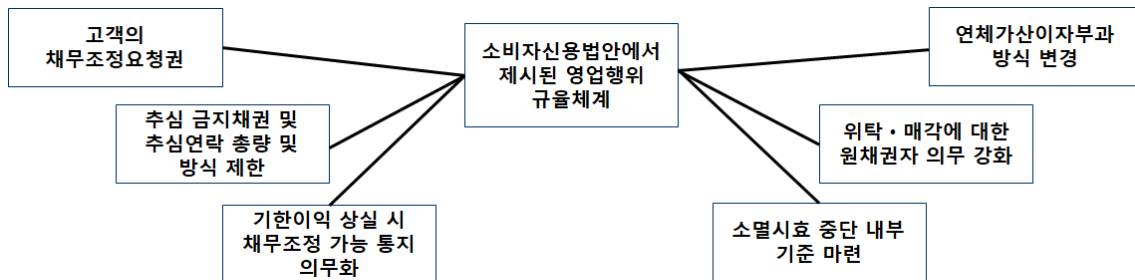 고객의
채무조정요청권
소비자신용법안에서
제시된 영업행위
규율체계
연체가산이자부과
방식 변경
추심 금지채권 및
추심연락 총량 및
방식 제한
위탁 • 매각에 대한
원채권자 의무 강화
기한이익 상실 시
채무조정 가능 통지
의무화
소멸시효 중단 내부
기준 마련